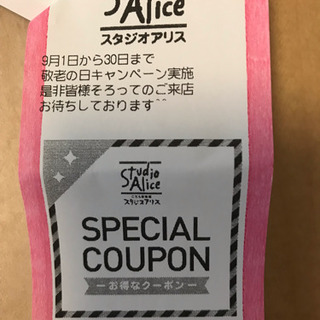 Alice
スタジオアリス
9月1日から30日まで
敬老の日キャンペーン実施
是非皆様そろってのご来店
お待ちしております^^
Studio
Alice
スタジオアリス
SPECIAL
COUPON
ーお得なクーポンー